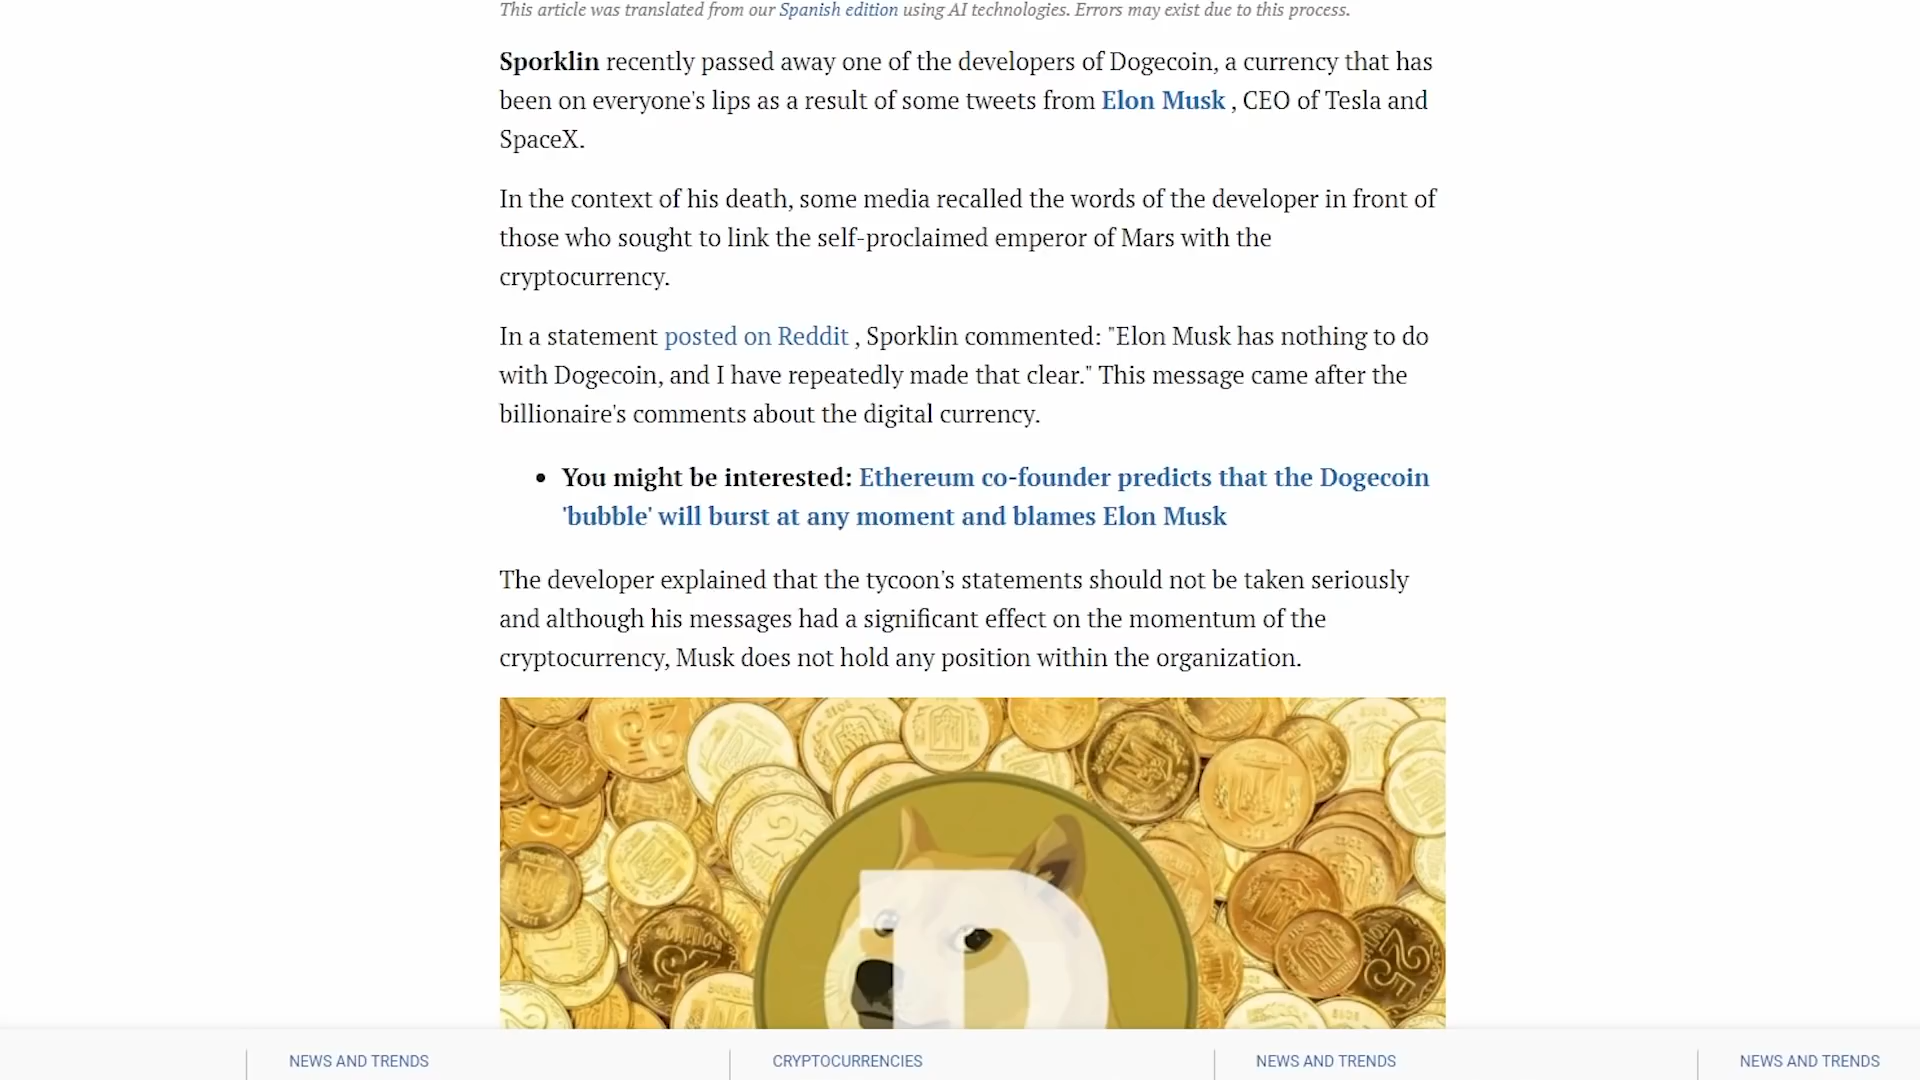 This article was translated from our Spanish edition using AI technologies. Errors may exist due to this process.
Sporklin recently passed away one of the developers of Dogecoin, a currency that has
been on everyone's lips as a result of some tweets from Elon Musk , CEO of Tesla and
SpaceX.
In the context of his death, some media recalled the words of the developer in front of
those who sought to link the self-proclaimed emperor of Mars with the
cryptocurrency.
In a statement posted on Reddit , Sporklin commented: "Elon Musk has nothing to do
with Dogecoin, and I have repeatedly made that clear." This message came after the
billionaire's comments about the digital currency.
• You might be interested: Ethereum co-founder predicts that the Dogecoin
'bubble' will burst at any moment and blames Elon Musk
The developer explained that the tycoon's statements should not be taken seriously
and although his messages had a significant effect on the momentum of the
cryptocurrency, Musk does not hold any position within the organization.
NEWS AND TRENDS
CRYPTOCURRENCIES
NEWS AND TRENDS
NEWS AND TRENDS